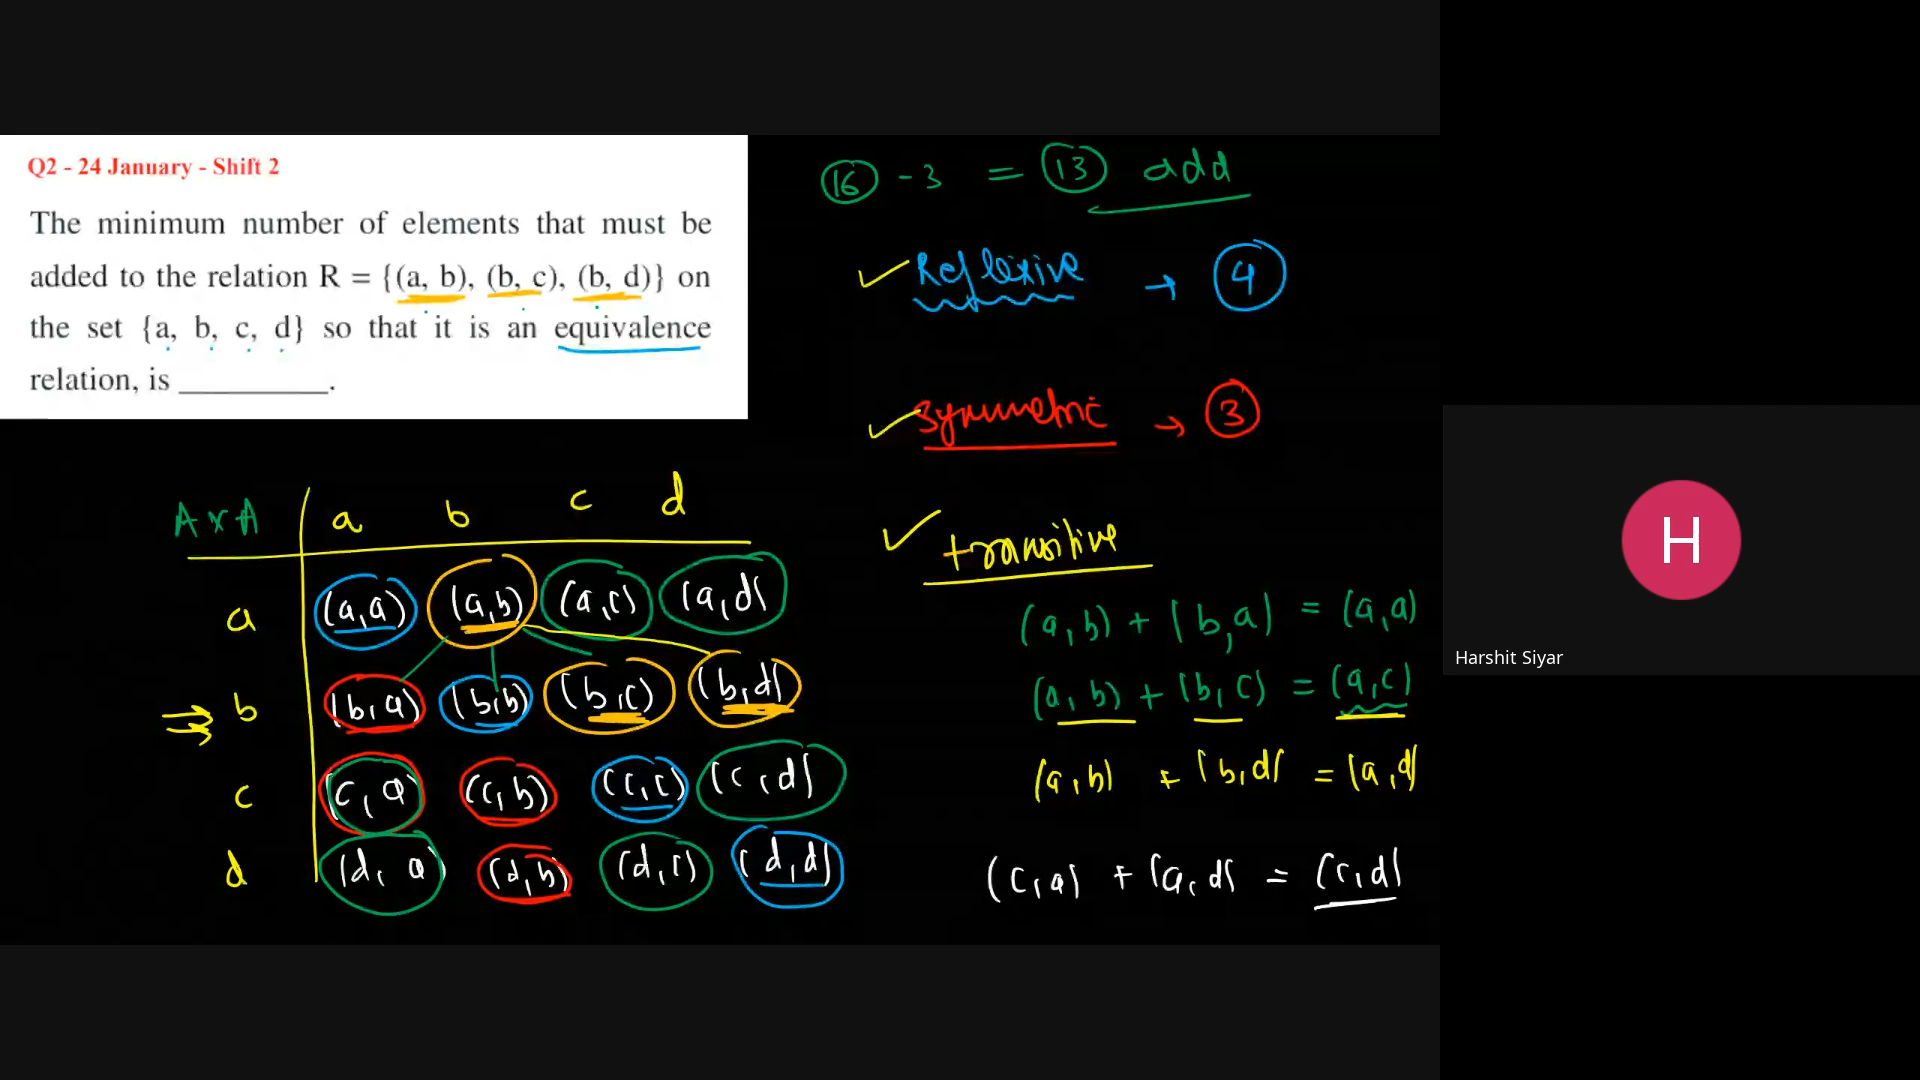 Q2 - 24 January - Shift 2
The minimum number of elements that must be
added to the relation R = {(a, b), (b, c), (b, d)} on
the set {a, b, c, d} so that it is an equivalence
relation, is __________.
16 - 3 = 13 add
Reflexive → 4
Symmetric → 3
transitive
(a,b) + (b,a) = (a,a)
(a,b) + (b,c) = (a,c)
(a,b) + (b,d) = (a,d)
(c,a) + (a,d) = (c,d)
A×A a b c d
a (a,a) (a,b) (a,c) (a,d)
⇒ b (b,a) (b,b) (b,c) (b,d)
c (c,a) (c,b) (c,c) (c,d)
d (d,a) (d,b) (d,c) (d,d)
H
Harshit Siyar